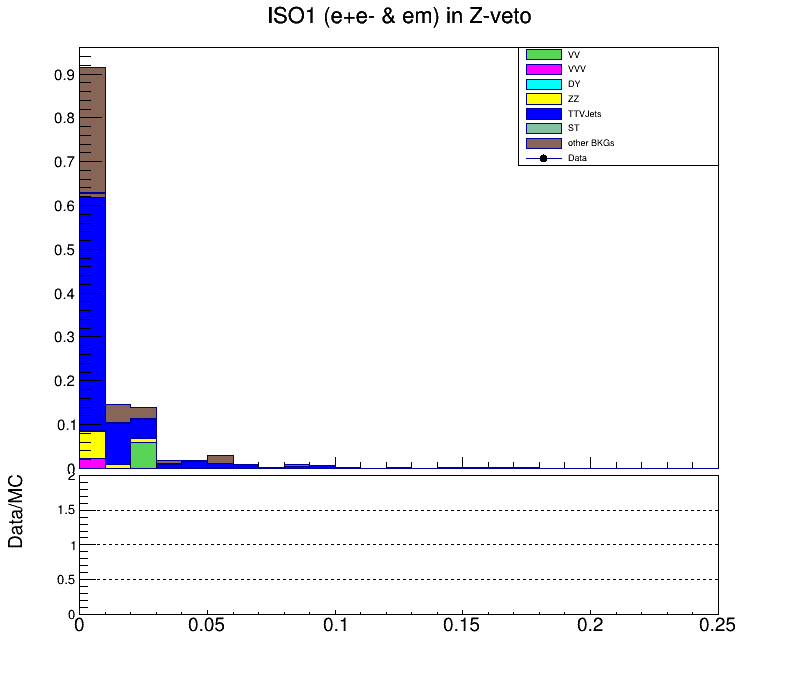 ISO1 (e+e- & em) in Z-veto
VV
VVV
DY
ZZ
TTVJets
ST
other BKGs
Data
0.9
0.8
0.7
0.6
0.5
0.4
0.3
0.2
0.1
0
Data/MC
2
1.5
1
0.5
0
0 0.05 0.1 0.15 0.2 0.25